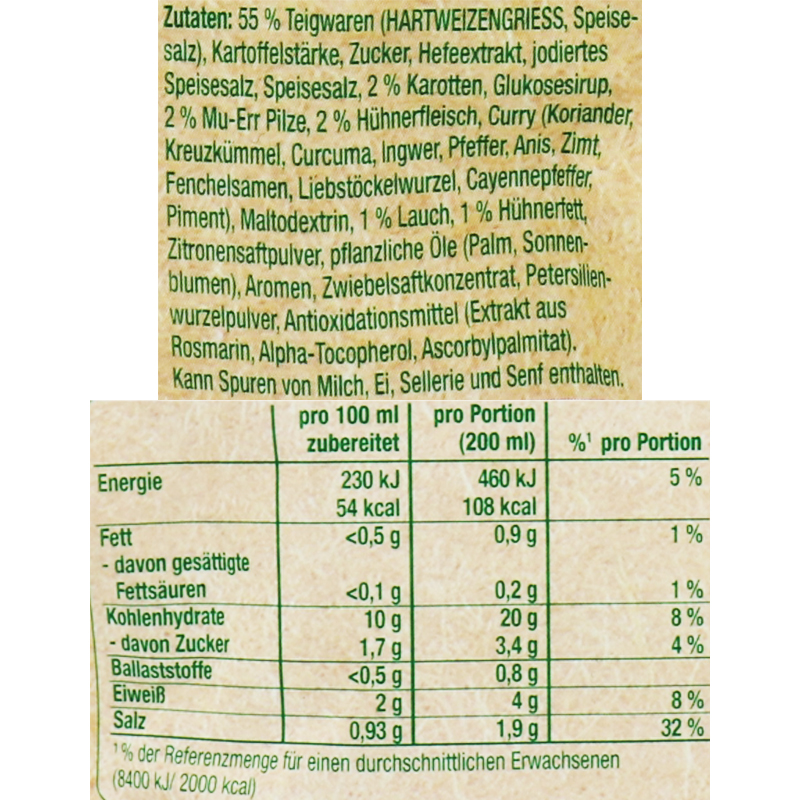 Zutaten: 55 % Teigwaren (HARTWEIZENGRIESS, Speise-
salz), Kartoffelstärke, Zucker, Hefeextrakt, jodiertes
Speisesalz, Speisesalz, 2 % Karotten, Glukosesirup,
2 % Mu-Err Pilze, 2 % Hühnerfleisch, Curry (Koriander,
Kreuzkümmel, Curcuma, Ingwer, Pfeffer, Anis, Zimt,
Fenchelsamen, Liebstöckelwurzel, Cayennepfeffer,
Piment), Maltodextrin, 1 % Lauch, 1 % Hühnerfett,
Zitronensaftpulver, pflanzliche Öle (Palm, Sonnen-
blumen), Aromen, Zwiebelsaftkonzentrat, Petersilien-
wurzelpulver, Antioxidationsmittel (Extrakt aus
Rosmarin, Alpha-Tocopherol, Ascorbylpalmitat).
Kann Spuren von Milch, Ei, Sellerie und Senf enthalten.
pro 100 ml pro Portion
zubereitet (200 ml) %¹ pro Portion
Energie 230 kJ 460 kJ 5 %
54 kcal 108 kcal
Fett <0,5 g 0,9 g 1 %
- davon gesättigte
Fettsäuren <0,1 g 0,2 g 1 %
Kohlenhydrate 10 g 20 g 8 %
- davon Zucker 1,7 g 3,4 g 4 %
Ballaststoffe <0,5 g 0,8 g
Eiweiß 2 g 4 g 8 %
Salz 0,93 g 1,9 g 32 %
¹% der Referenzmenge für einen durchschnittlichen Erwachsenen
(8400 kJ/ 2000 kcal)